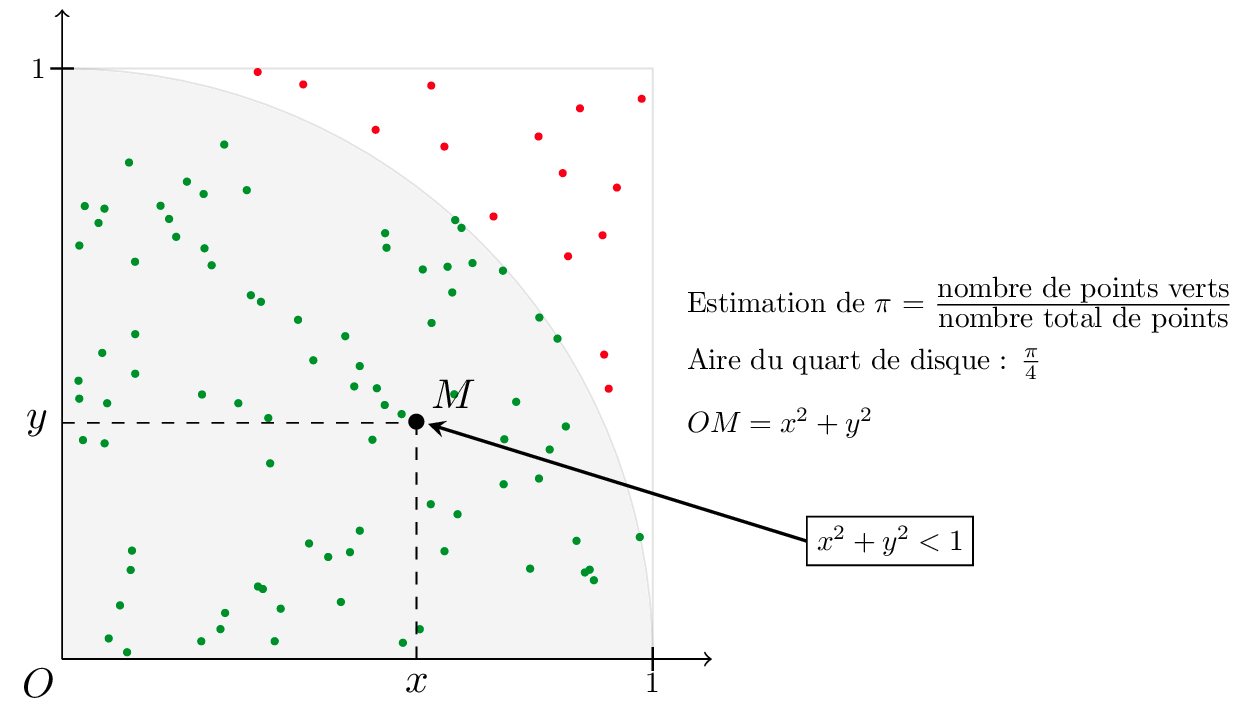 1
M
y
O
x
1
Estimation de π = nombre de points verts / nombre total de points
Aire du quart de disque : π/4
OM = x² + y²
x² + y² < 1